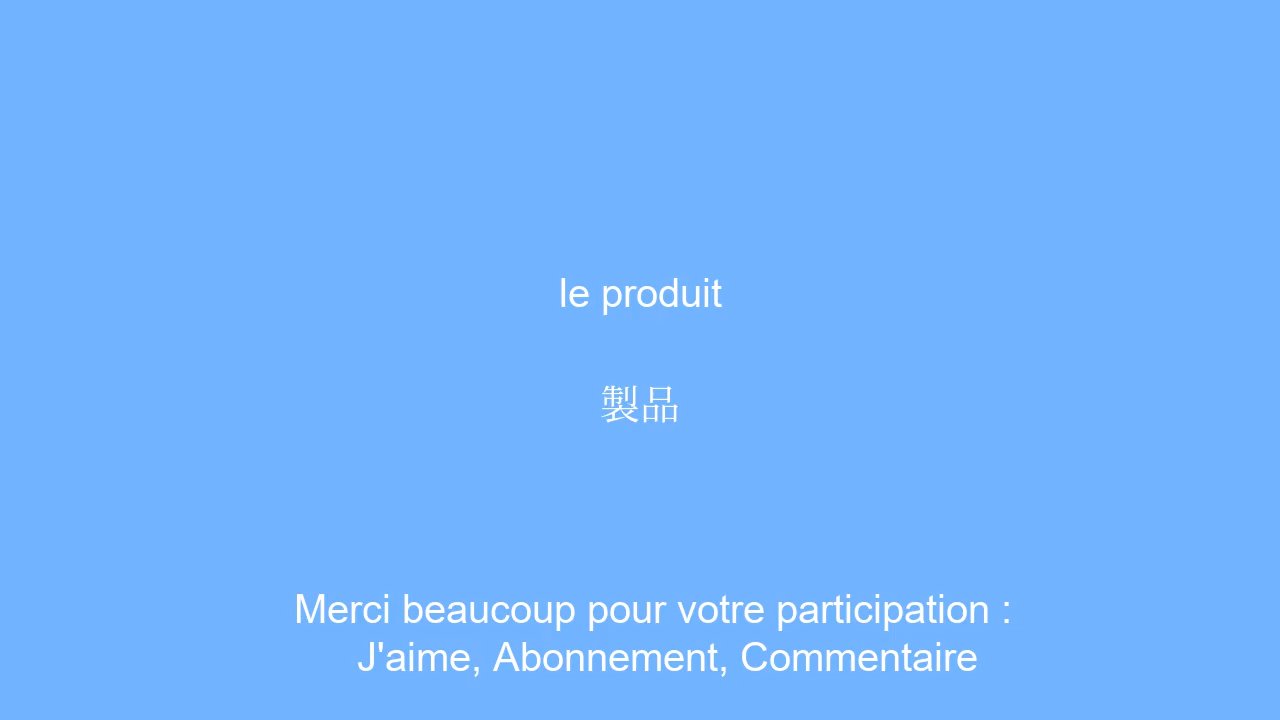 le produit
製品
Merci beaucoup pour votre participation :
J'aime, Abonnement, Commentaire